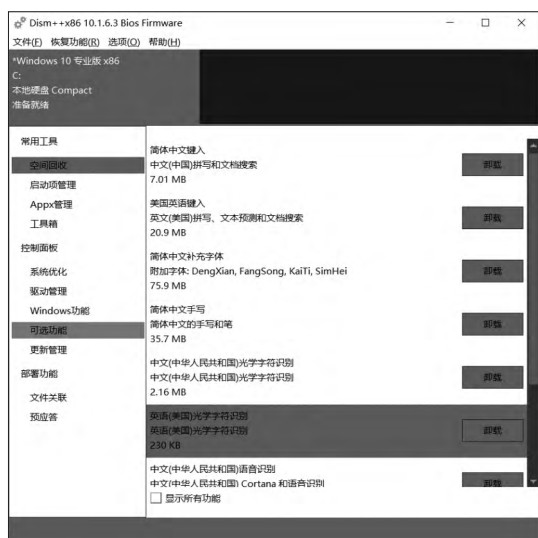 Dism++x86 10.1.6.3 Bios Firmware
文件(F) 恢复功能(R) 选项(O) 帮助(H)
*Windows 10 专业版 x86
C:
本地硬盘 Compact
准备就绪
常用工具
空间回收
启动项管理
Appx管理
工具箱
控制面板
系统优化
驱动管理
Windows功能
可选功能
更新管理
部署功能
文件关联
预应答
简体中文键入
中文(中国)拼写和文档搜索
7.01 MB
卸载
美国英语键入
英文(美国)拼写、文本预测和文档搜索
20.9 MB
卸载
简体中文补充字体
附加字体: DengXian, FangSong, KaiTi, SimHei
75.9 MB
卸载
简体中文手写
简体中文的手写和笔
35.7 MB
卸载
中文(中华人民共和国)光学字符识别
中文(中华人民共和国)光学字符识别
2.16 MB
卸载
英语(美国)光学字符识别
英语(美国)光学字符识别
230 KB
卸载
中文(中华人民共和国)语音识别
中文(中华人民共和国) Cortana 和语音识别
卸载
显示所有功能